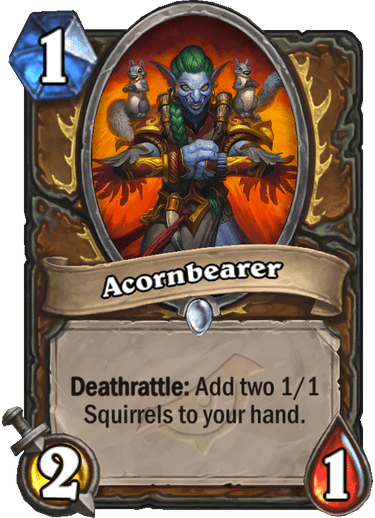 1
Acornbearer
Deathrattle: Add two 1/1
Squirrels to your hand.
2
1